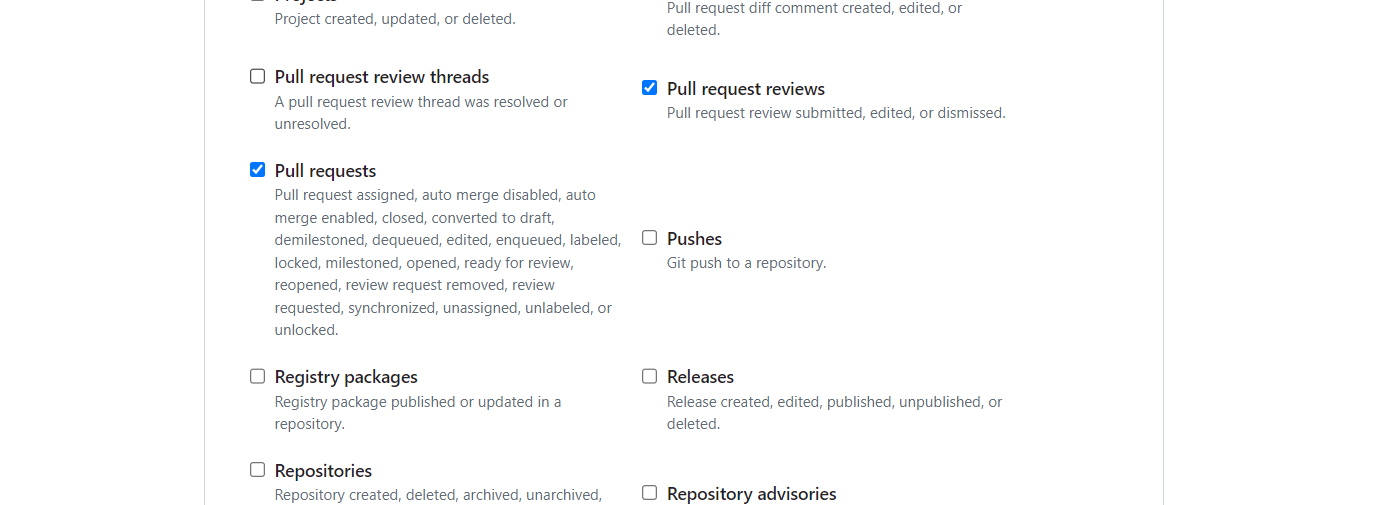 Projects
Project created, updated, or deleted.
Pull request diff comment created, edited, or
deleted.
Pull request review threads
A pull request review thread was resolved or
unresolved.
Pull request reviews
Pull request review submitted, edited, or dismissed.
Pull requests
Pull request assigned, auto merge disabled, auto
merge enabled, closed, converted to draft,
demilestoned, dequeued, edited, enqueued, labeled,
locked, milestoned, opened, ready for review,
reopened, review request removed, review
requested, synchronized, unassigned, unlabeled, or
unlocked.
Pushes
Git push to a repository.
Registry packages
Registry package published or updated in a
repository.
Releases
Release created, edited, published, unpublished, or
deleted.
Repositories
Repository created, deleted, archived, unarchived,
Repository advisories